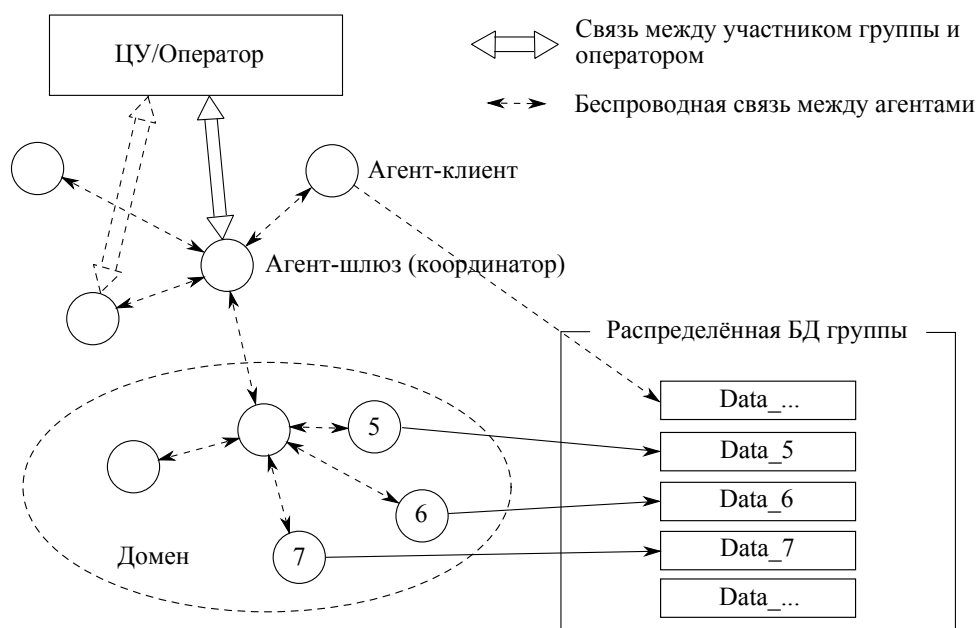 ЦУ/Оператор
Связь между участником группы и
оператором
Беспроводная связь между агентами
Агент-клиент
Агент-шлюз (координатор)
Распределённая БД группы
Data_...
Data_5
Data_6
Data_7
Data_...
5
6
7
Домен